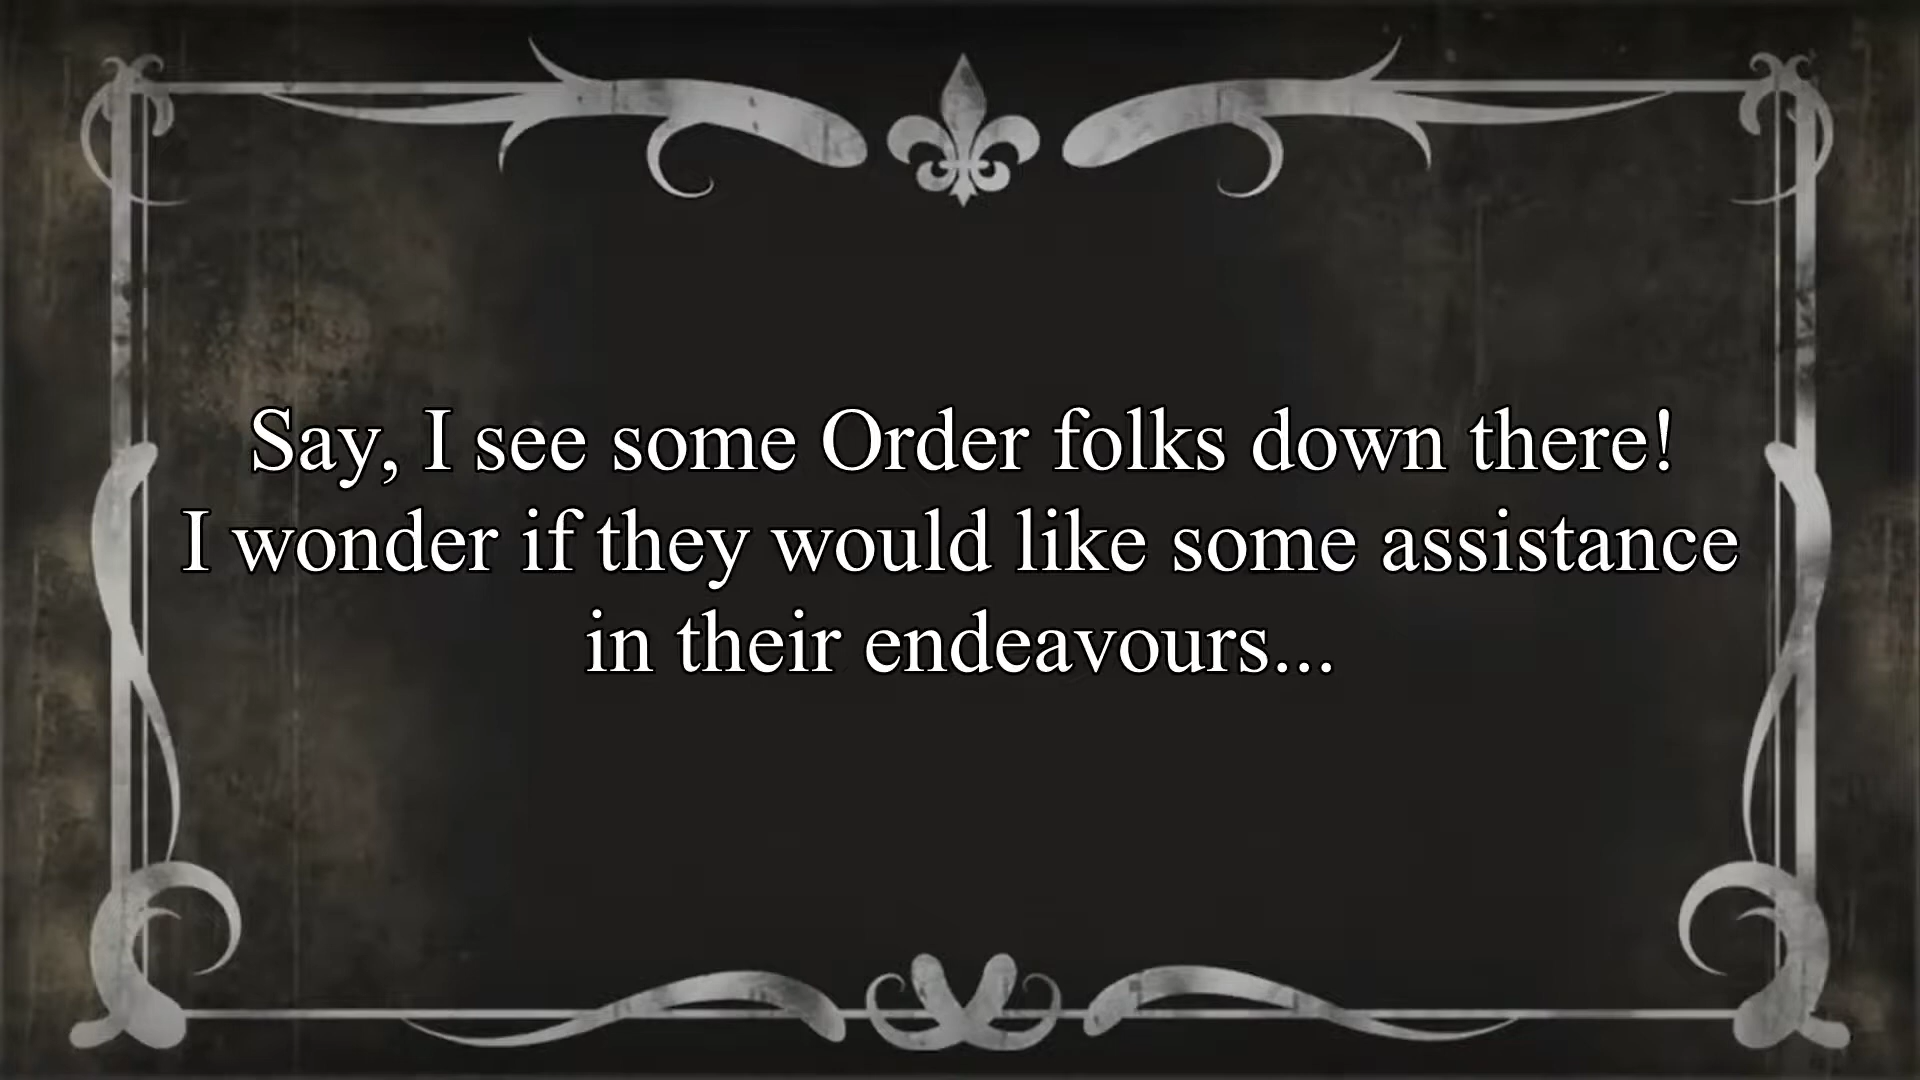 Say, I see some Order folks down there!
I wonder if they would like some assistance
in their endeavours...